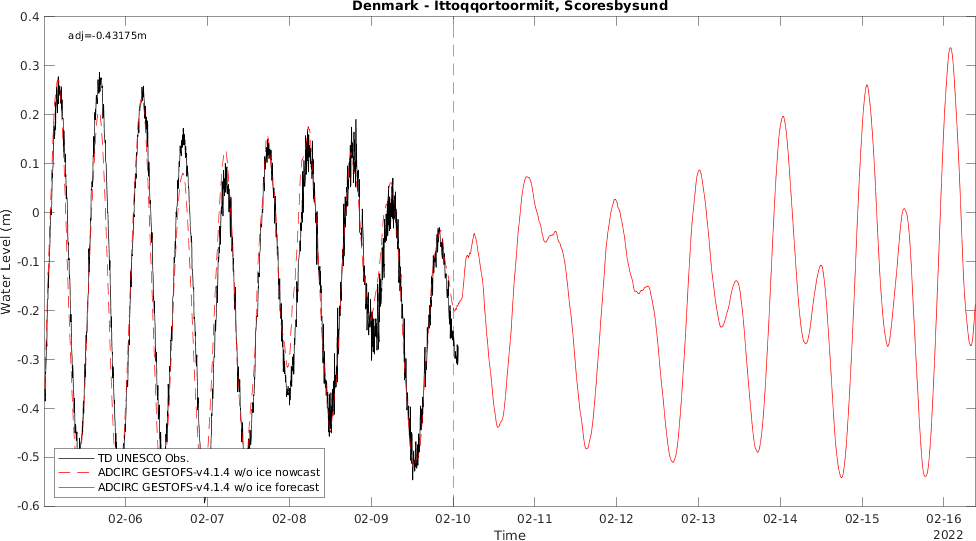 Denmark - Ittoqqortoormiit, Scoresbysund
adj=-0.43175m
0.4
0.3
0.2
0.1
0
-0.1
-0.2
-0.3
-0.4
-0.5
-0.6
Water Level (m)
TD UNESCO Obs.
ADCIRC GESTOFS-v4.1.4 w/o ice nowcast
ADCIRC GESTOFS-v4.1.4 w/o ice forecast
02-06 02-07 02-08 02-09 02-10 02-11 02-12 02-13 02-14 02-15 02-16
Time
2022